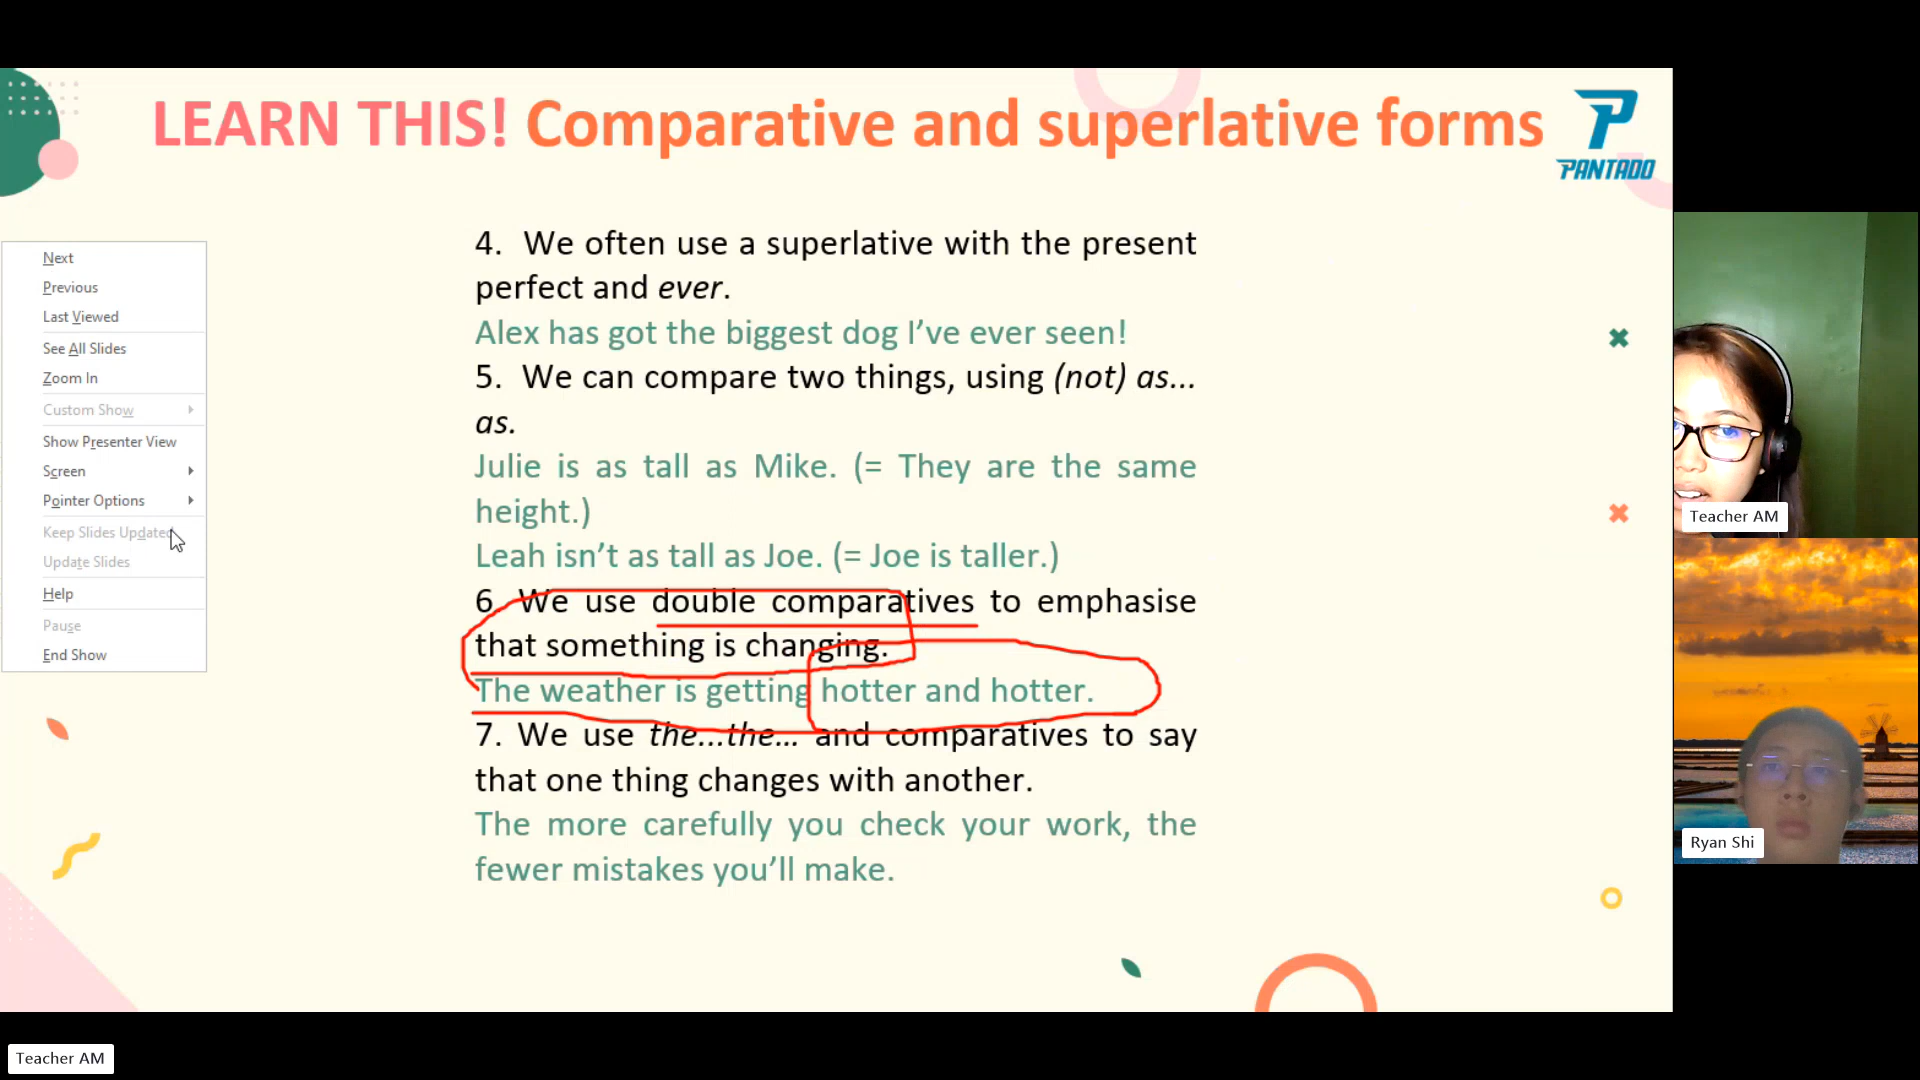 LEARN THIS! Comparative and superlative forms
PANTADO
4. We often use a superlative with the present
perfect and ever.
Alex has got the biggest dog I’ve ever seen!
5. We can compare two things, using (not) as...
as.
Julie is as tall as Mike. (= They are the same
height.)
Leah isn’t as tall as Joe. (= Joe is taller.)
6. We use double comparatives to emphasise
that something is changing.
The weather is getting hotter and hotter.
7. We use the...the... and comparatives to say
that one thing changes with another.
The more carefully you check your work, the
fewer mistakes you’ll make.
Next
Previous
Last Viewed
See All Slides
Zoom In
Custom Show
Show Presenter View
Screen
Pointer Options
Keep Slides Updated
Update Slides
Help
Pause
End Show
Teacher AM
Ryan Shi
Teacher AM